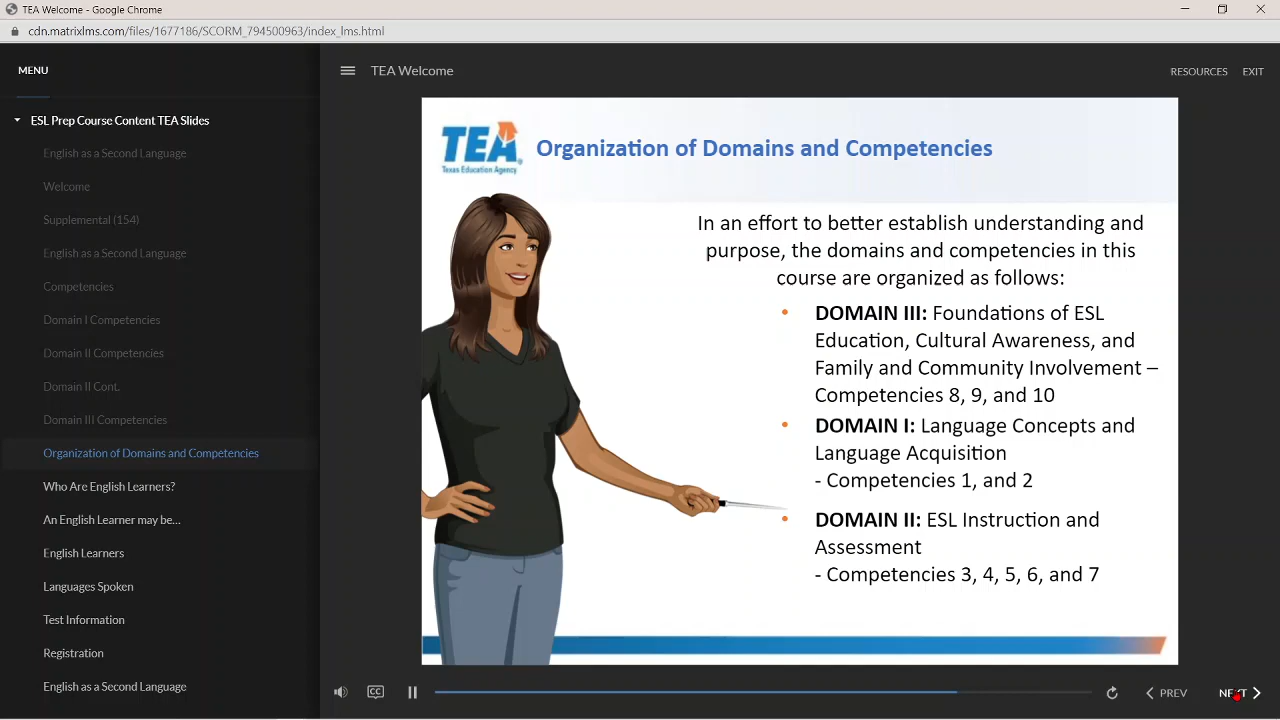 TEA Welcome - Google Chrome
cdn.matrixlms.com/files/1677186/SCORM_794500963/index_lms.html
MENU
TEA Welcome
RESOURCES
EXIT
ESL Prep Course Content TEA Slides
English as a Second Language
Welcome
Supplemental (154)
English as a Second Language
Competencies
Domain I Competencies
Domain II Competencies
Domain II Cont.
Domain III Competencies
Organization of Domains and Competencies
Who Are English Learners?
An English Learner may be...
English Learners
Languages Spoken
Test Information
Registration
English as a Second Language
TEA
Texas Education Agency
Organization of Domains and Competencies
In an effort to better establish understanding and
purpose, the domains and competencies in this
course are organized as follows:
• DOMAIN III: Foundations of ESL
Education, Cultural Awareness, and
Family and Community Involvement –
Competencies 8, 9, and 10
• DOMAIN I: Language Concepts and
Language Acquisition
- Competencies 1, and 2
• DOMAIN II: ESL Instruction and
Assessment
- Competencies 3, 4, 5, 6, and 7
CC
PREV
NEXT